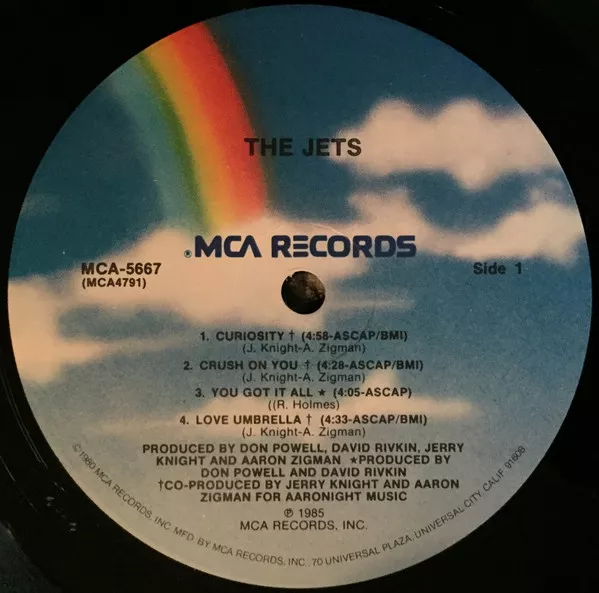 THE JETS
®MCA RECORDS
MCA-5667
(MCA4791)
Side 1
1. CURIOSITY † (4:58-ASCAP/BMI)
(J. Knight-A. Zigman)
2. CRUSH ON YOU † (4:28-ASCAP/BMI)
(J. Knight-A. Zigman)
3. YOU GOT IT ALL ★ (4:05-ASCAP)
((R. Holmes)
4. LOVE UMBRELLA † (4:33-ASCAP/BMI)
(J. Knight-A. Zigman)
PRODUCED BY DON POWELL, DAVID RIVKIN, JERRY
KNIGHT AND AARON ZIGMAN ★PRODUCED BY
DON POWELL AND DAVID RIVKIN
†CO-PRODUCED BY JERRY KNIGHT AND AARON
ZIGMAN FOR AARONIGHT MUSIC
℗ 1985
MCA RECORDS, INC.
©1980 MCA RECORDS, INC. MFD. BY MCA RECORDS, INC. 70 UNIVERSAL PLAZA, UNIVERSAL CITY, CALIF. 91608